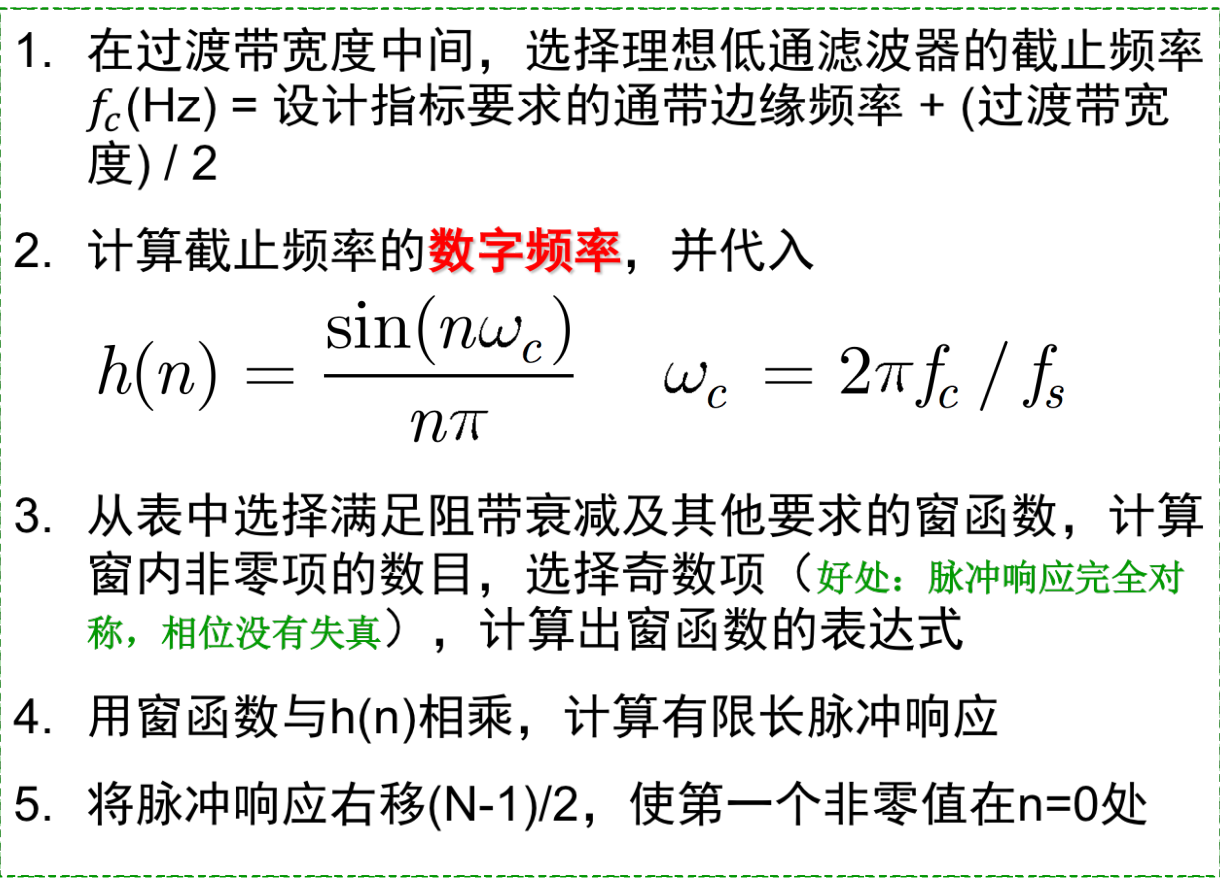 1. 在过渡带宽度中间，选择理想低通滤波器的截止频率
f_c(Hz) = 设计指标要求的通带边缘频率 + (过渡带宽
度) / 2
2. 计算截止频率的数字频率，并代入
h(n) = sin(nω_c) / nπ ω_c = 2πf_c / f_s
3. 从表中选择满足阻带衰减及其他要求的窗函数，计算
窗内非零项的数目，选择奇数项（好处：脉冲响应完全对
称，相位没有失真），计算出窗函数的表达式
4. 用窗函数与h(n)相乘，计算有限长脉冲响应
5. 将脉冲响应右移(N-1)/2，使第一个非零值在n=0处